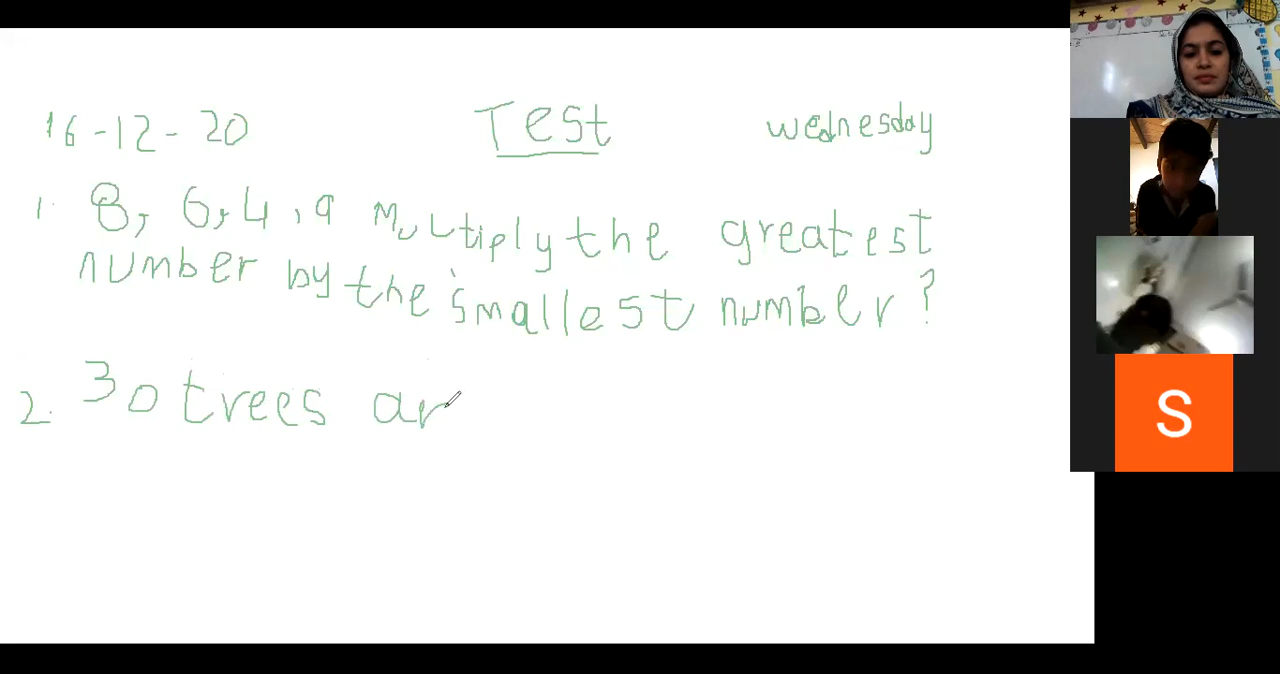 16-12-20 Test Wednesday
1. 8, 6, 4, 9 Multiply the greatest
number by the smallest number?
2. 30 trees ar
S